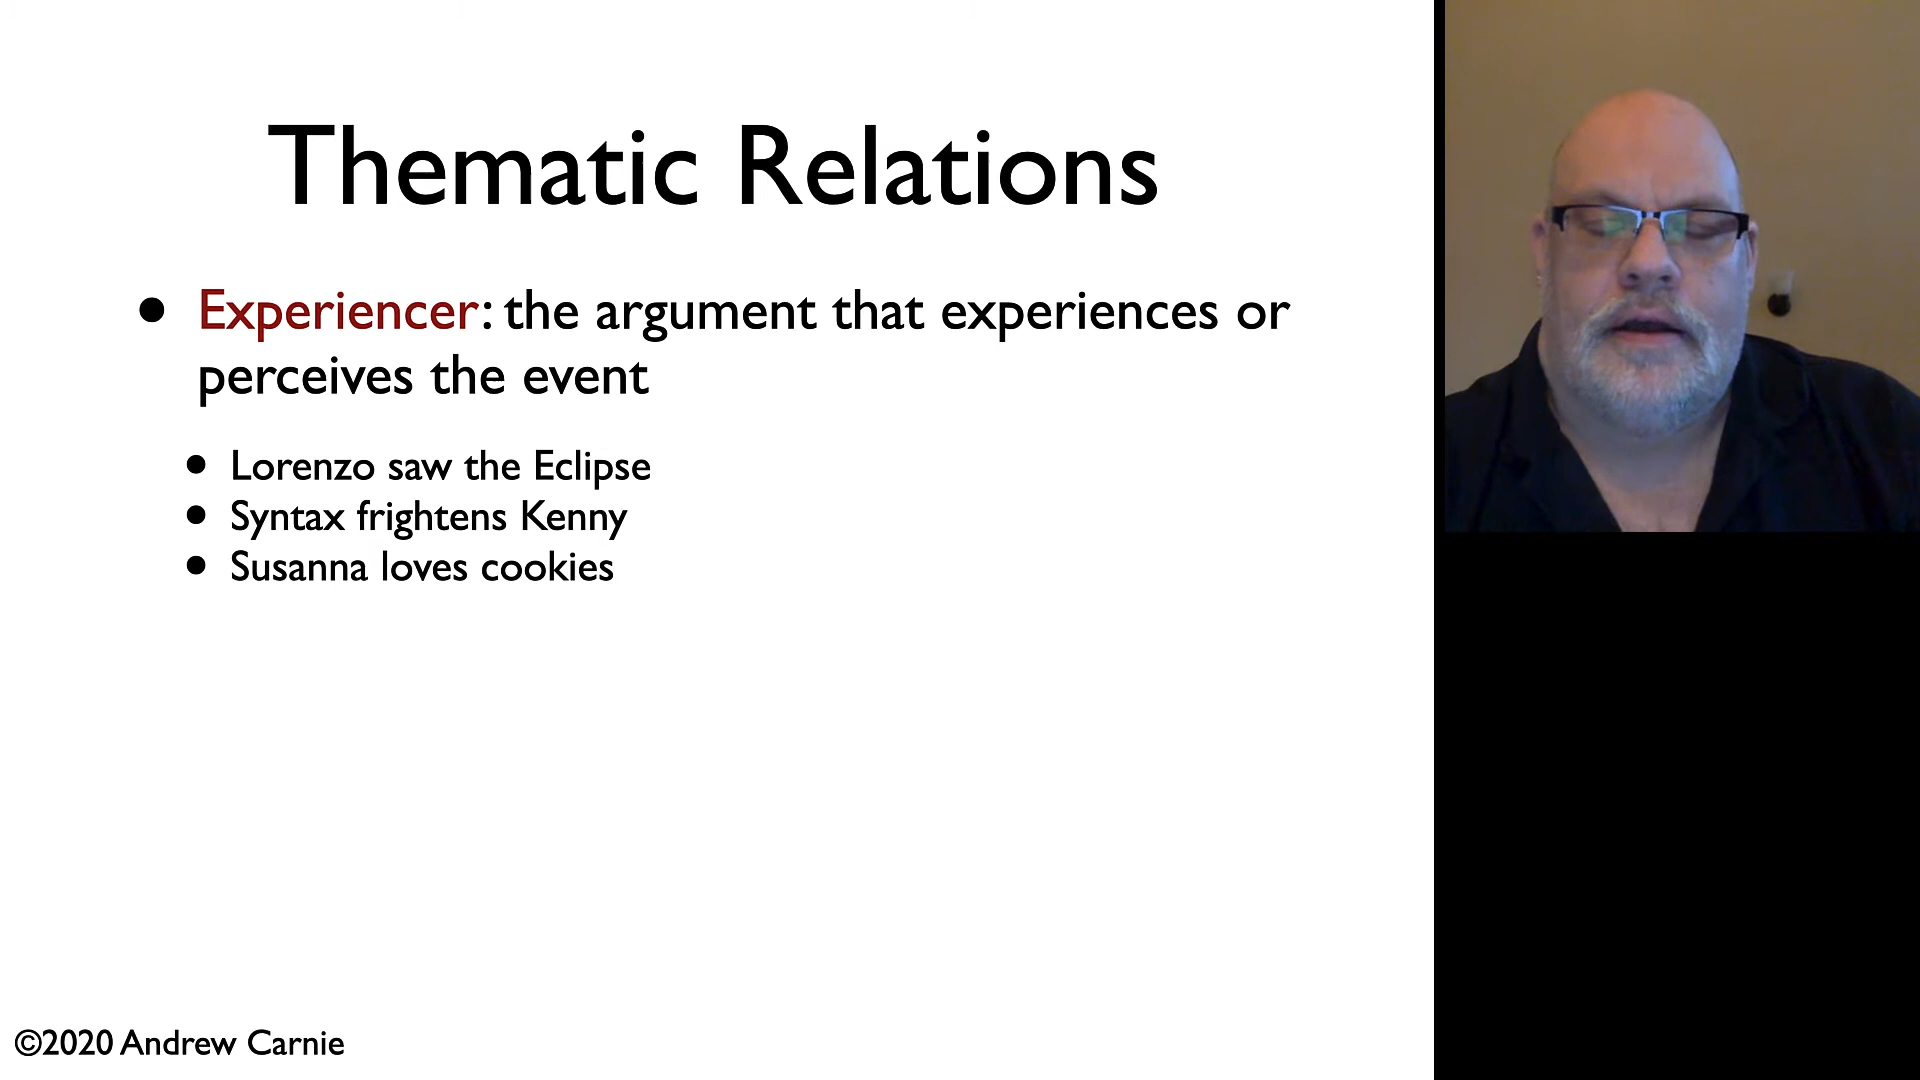 Thematic Relations
• Experiencer: the argument that experiences or
perceives the event
• Lorenzo saw the Eclipse
• Syntax frightens Kenny
• Susanna loves cookies
©2020 Andrew Carnie